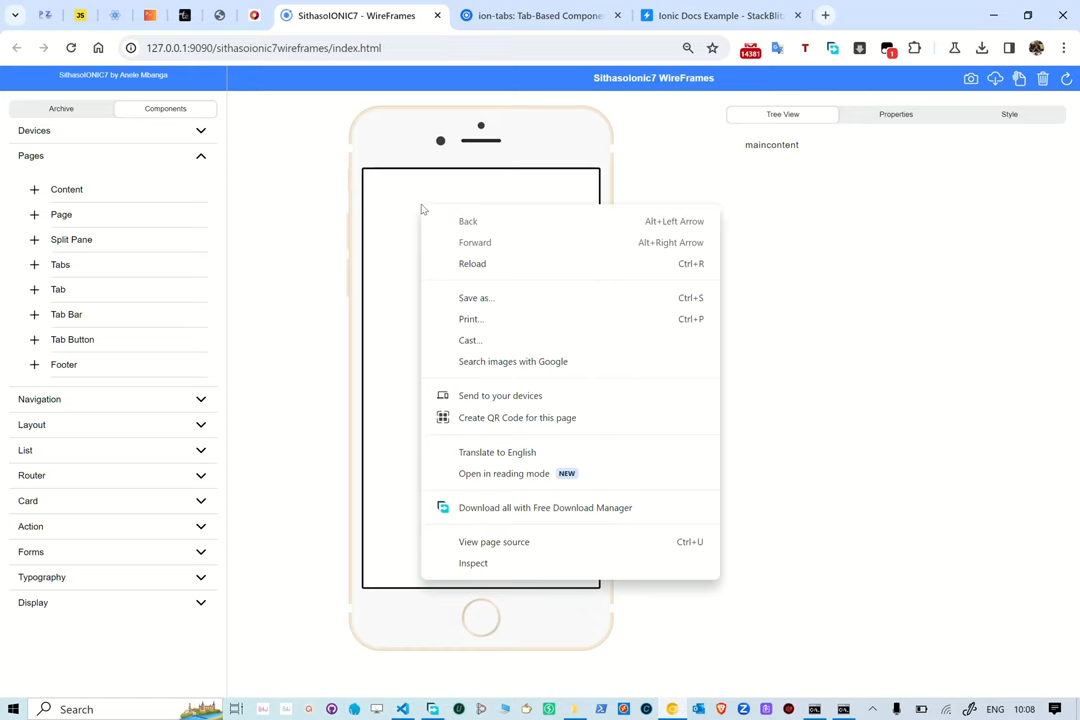 SithasoIONIC7 - WireFrames
ion-tabs: Tab-Based Compone
Ionic Docs Example - StackBlitz
127.0.0.1:9090/sithasoionic7wireframes/index.html
14381
T
1
SithasoIONIC7 by Anele Mbanga
SithasoIonic7 WireFrames
Archive
Components
Devices
Pages
Content
Page
Split Pane
Tabs
Tab
Tab Bar
Tab Button
Footer
Navigation
Layout
List
Router
Card
Action
Forms
Typography
Display
Back Alt+Left Arrow
Forward Alt+Right Arrow
Reload Ctrl+R
Save as... Ctrl+S
Print... Ctrl+P
Cast...
Search images with Google
Send to your devices
Create QR Code for this page
Translate to English
Open in reading mode NEW
Download all with Free Download Manager
View page source Ctrl+U
Inspect
Tree View
Properties
Style
maincontent
Search
ENG
10:08